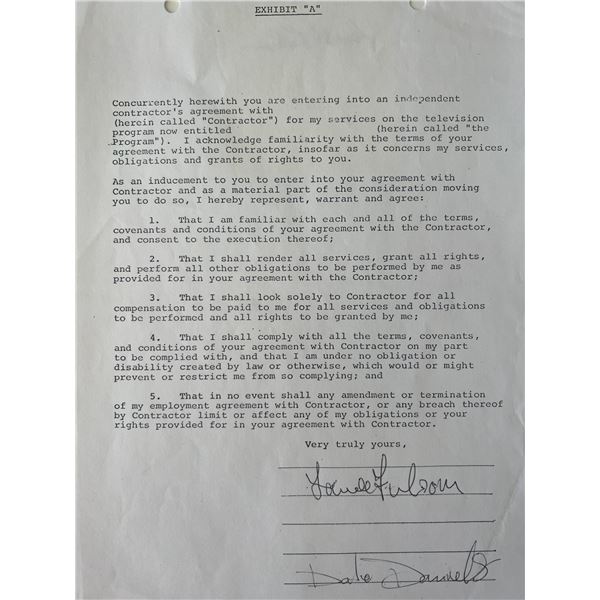 EXHIBIT "A"
Concurrently herewith you are entering into an independent
contractor's agreement with
(herein called "Contractor") for my services on the television
program now entitled (herein called "the
Program"). I acknowledge familiarity with the terms of your
agreement with the Contractor, insofar as it concerns my services,
obligations and grants of rights to you.
As an inducement to you to enter into your agreement with
Contractor and as a material part of the consideration moving
you to do so, I hereby represent, warrant and agree:
1. That I am familiar with each and all of the terms,
covenants and conditions of your agreement with the Contractor,
and consent to the execution thereof;
2. That I shall render all services, grant all rights,
and perform all other obligations to be performed by me as
provided for in your agreement with the Contractor;
3. That I shall look solely to Contractor for all
compensation to be paid to me for all services and obligations
to be performed and all rights to be granted by me;
4. That I shall comply with all the terms, covenants,
and conditions of your agreement with Contractor on my part
to be complied with, and that I am under no obligation or
disability created by law or otherwise, which would or might
prevent or restrict me from so complying; and
5. That in no event shall any amendment or termination
of my employment agreement with Contractor, or any breach thereof
by Contractor limit or affect any of my obligations or your
rights provided for in your agreement with Contractor.
Very truly yours,
Fulsom
Daniels